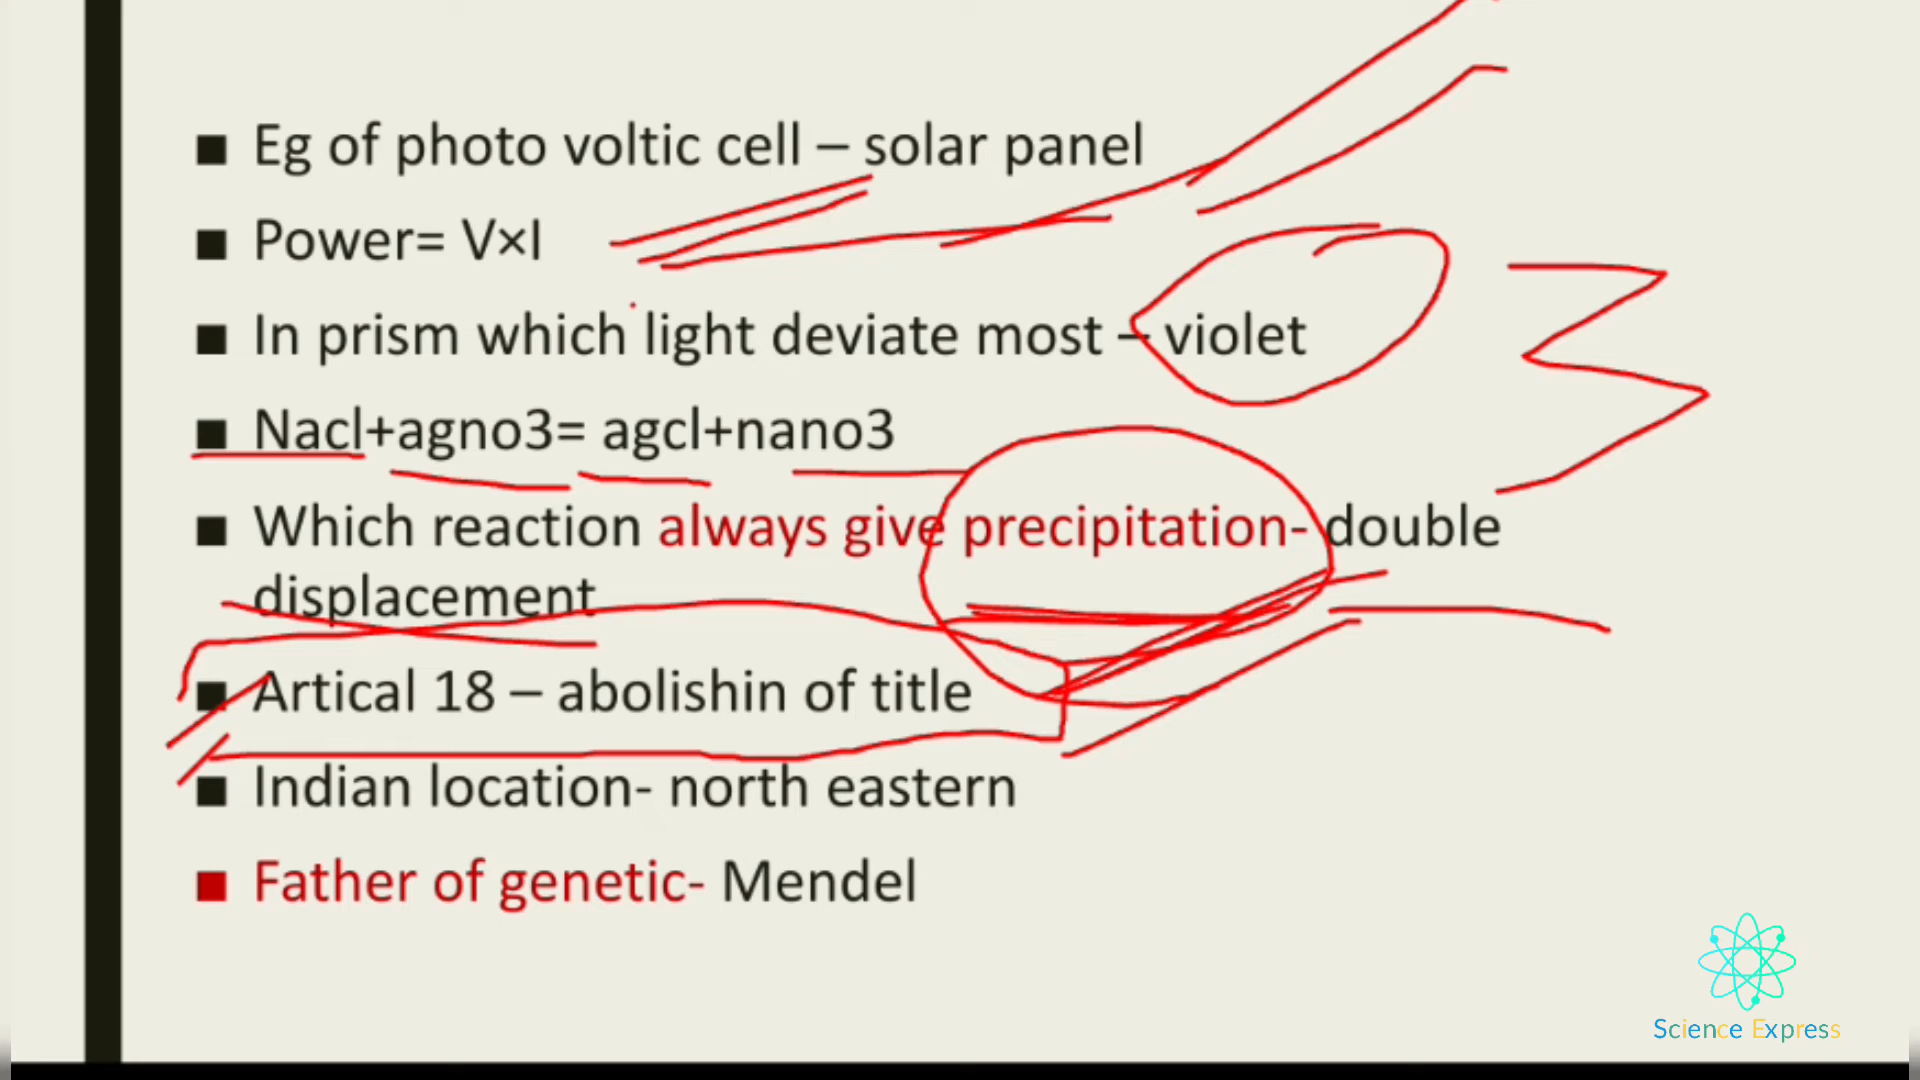 Eg of photo voltic cell – solar panel
Power= V×I
In prism which light deviate most – violet
Nacl+agno3= agcl+nano3
Which reaction always give precipitation- double
displacement
Artical 18 – abolishin of title
Indian location- north eastern
Father of genetic- Mendel
Science Express